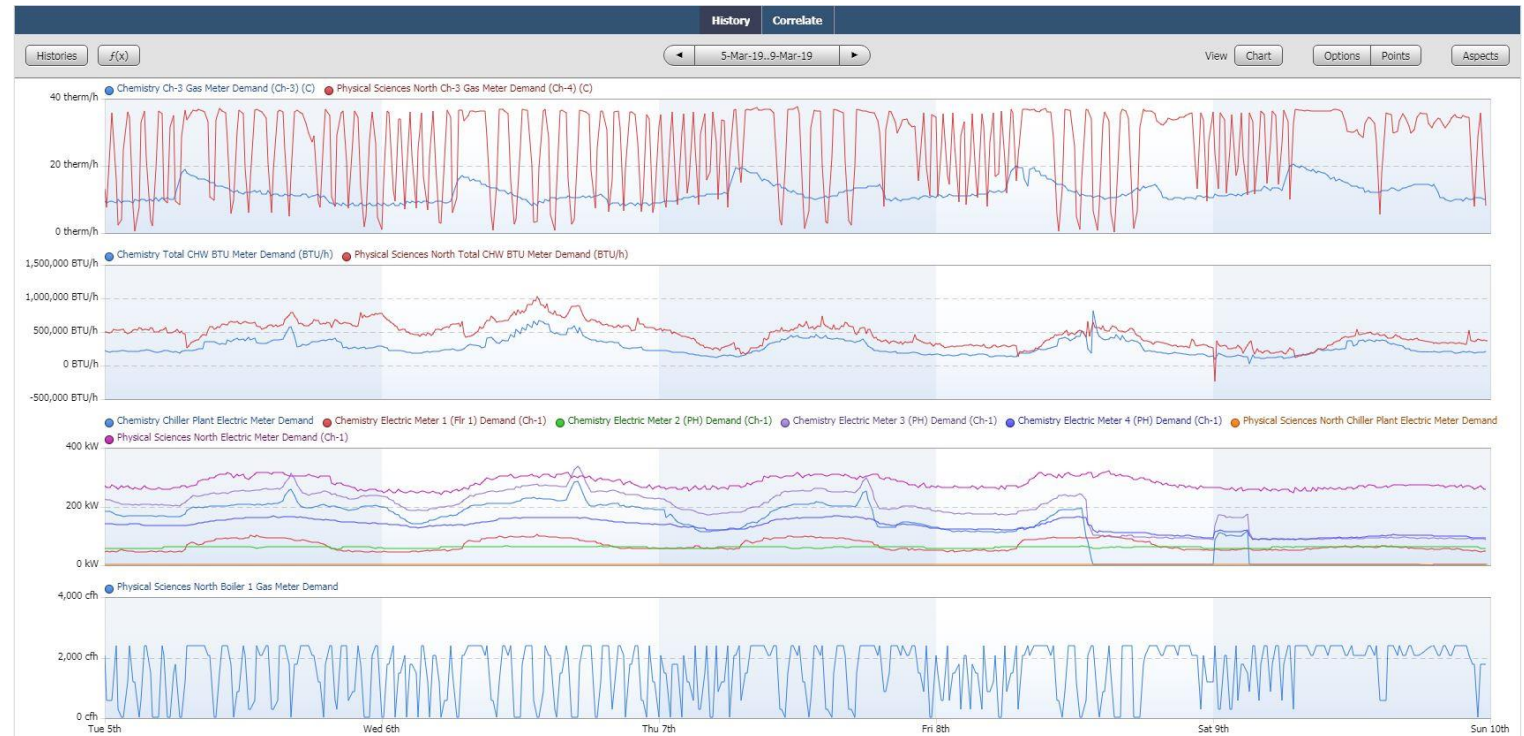 History Correlate
Histories f(x) ◄ 5-Mar-19..9-Mar-19 ► View Chart Options Points Aspects
Chemistry Ch-3 Gas Meter Demand (Ch-3) (C) Physical Sciences North Ch-3 Gas Meter Demand (Ch-4) (C)
40 therm/h
20 therm/h
0 therm/h
Chemistry Total CHW BTU Meter Demand (BTU/h) Physical Sciences North Total CHW BTU Meter Demand (BTU/h)
1,500,000 BTU/h
1,000,000 BTU/h
500,000 BTU/h
0 BTU/h
-500,000 BTU/h
Chemistry Chiller Plant Electric Meter Demand Chemistry Electric Meter 1 (Flr 1) Demand (Ch-1) Chemistry Electric Meter 2 (PH) Demand (Ch-1) Chemistry Electric Meter 3 (PH) Demand (Ch-1) Chemistry Electric Meter 4 (PH) Demand (Ch-1) Physical Sciences North Chiller Plant Electric Meter Demand
Physical Sciences North Electric Meter Demand (Ch-1)
400 kW
200 kW
0 kW
Physical Sciences North Boiler 1 Gas Meter Demand
4,000 cfh
2,000 cfh
0 cfh
Tue 5th Wed 6th Thu 7th Fri 8th Sat 9th Sun 10th